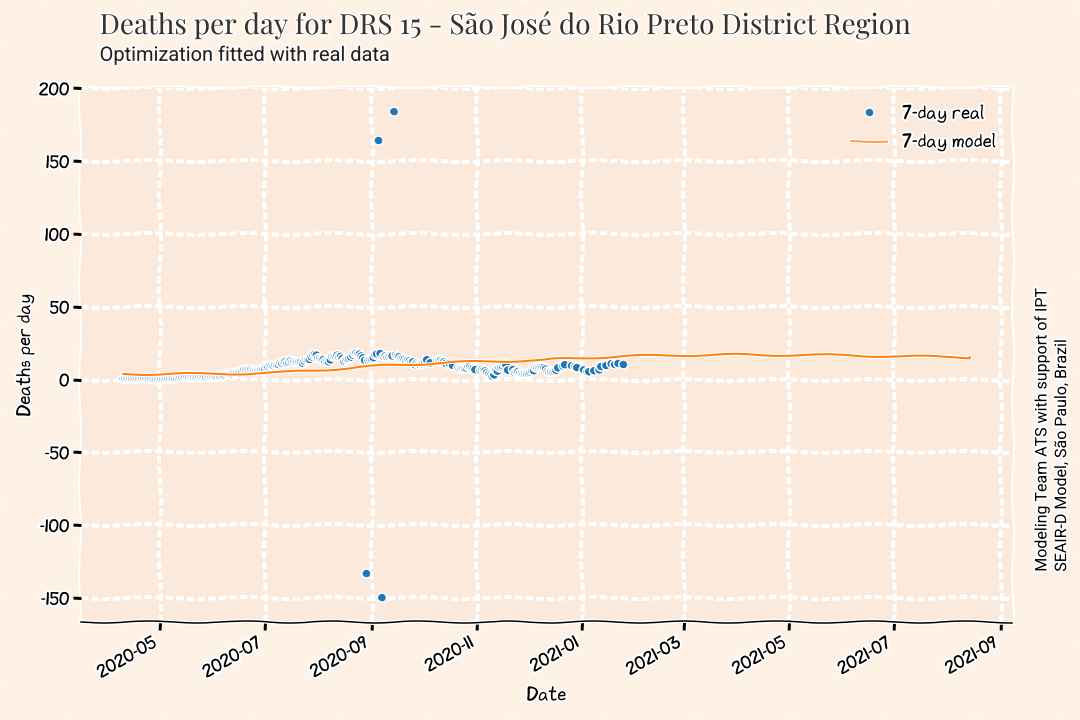 Deaths per day for DRS 15 - São José do Rio Preto District Region
Optimization fitted with real data
7-day real
7-day model
200
150
100
50
0
-50
-100
-150
Deaths per day
2020-05
2020-07
2020-09
2020-11
2021-01
2021-03
2021-05
2021-07
2021-09
Date
Modeling Team ATS with support of IPT
SEAIR-D Model, São Paulo, Brazil